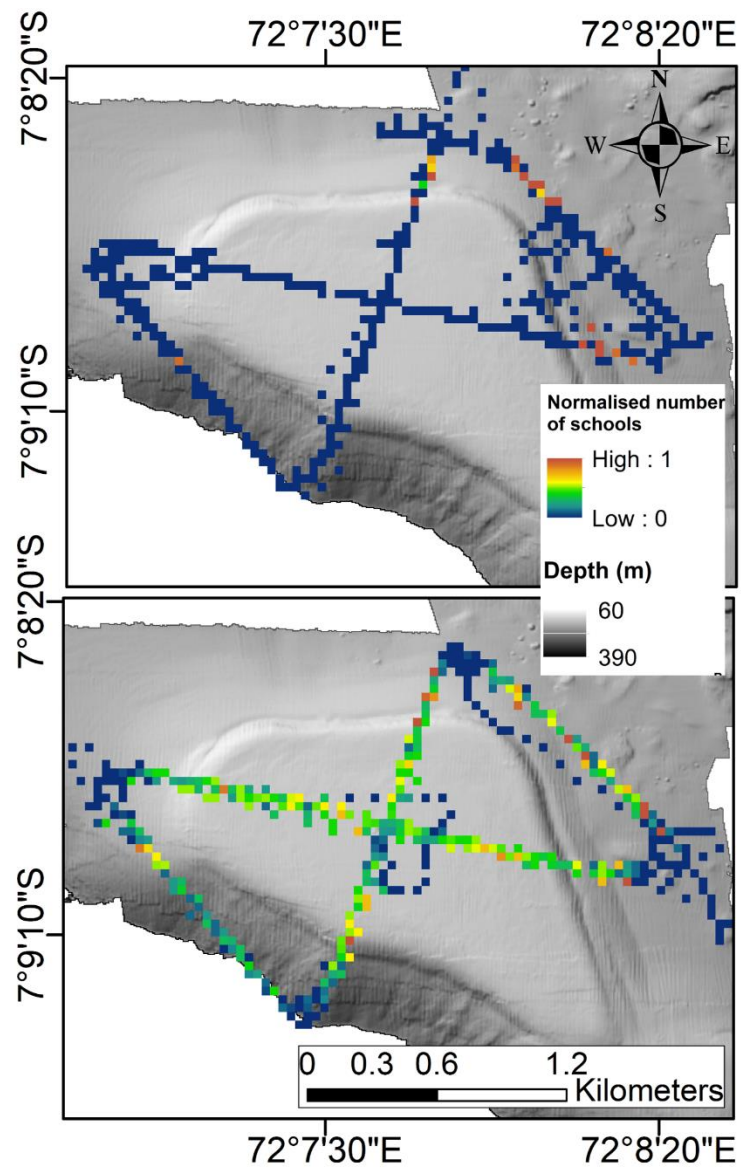 72°7'30"E 72°8'20"E
7°8'20"S
N
W E
S
7°9'10"S
Normalised number
of schools
High : 1
Low : 0
Depth (m)
60
390
7°8'20"S
7°9'10"S
0 0.3 0.6 1.2
Kilometers
72°7'30"E 72°8'20"E